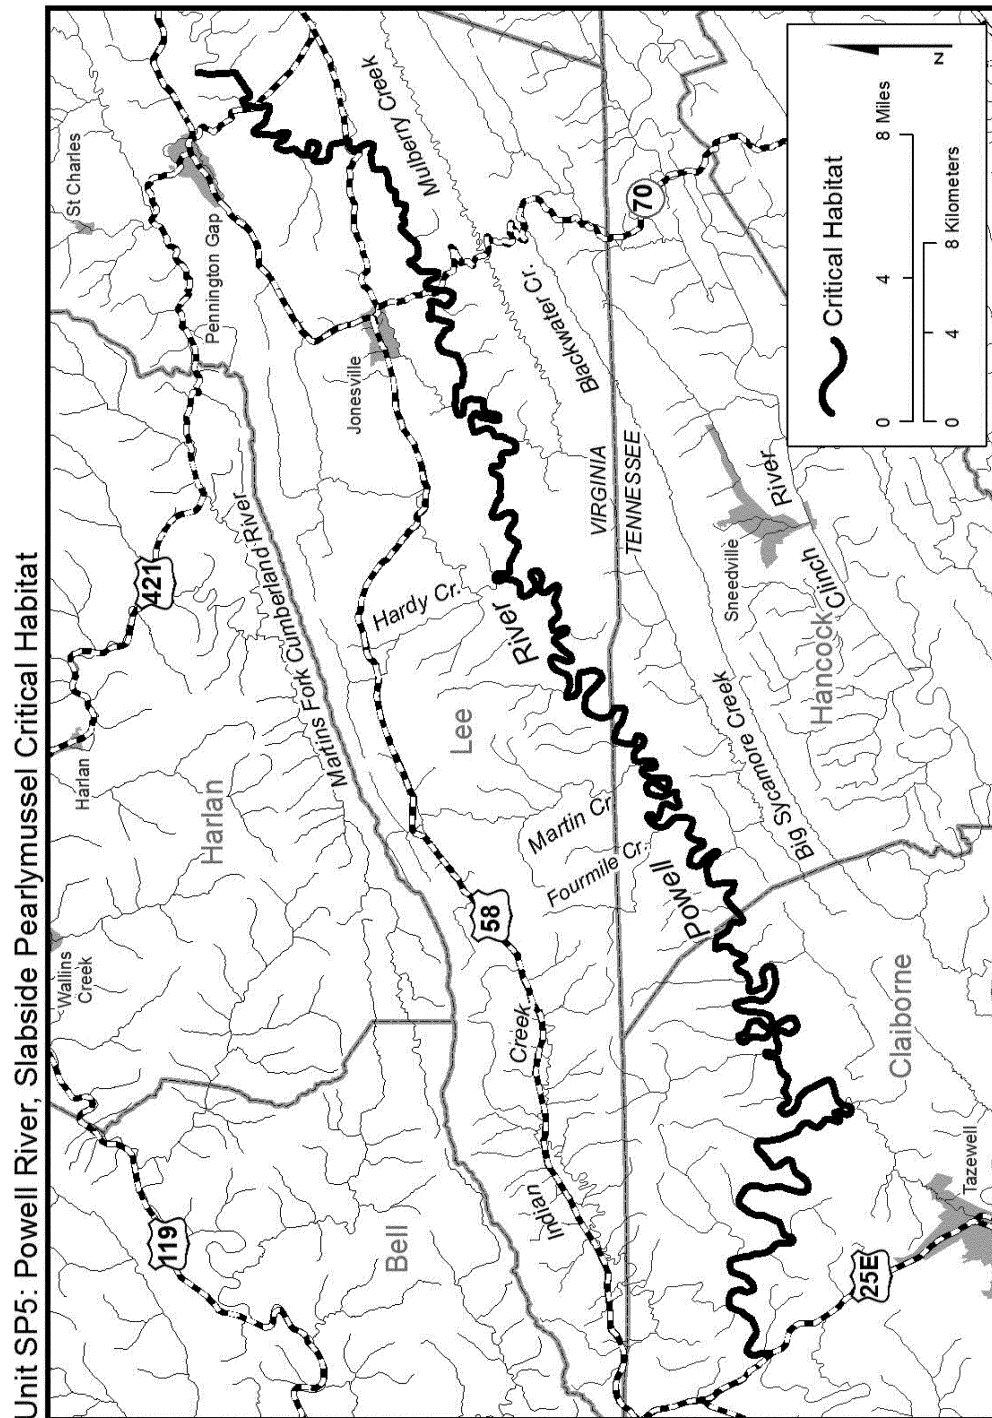 Unit SP5: Powell River, Slabside Pearlymussel Critical Habitat
119
Wallins
Creek
Harlan
421
St Charles
Harlan
Pennington Gap
Martins Fork Cumberland River
Bell
Jonesville
Hardy Cr.
Mulberry Creek
Lee
58
Indian
Creek
River
Blackwater Cr.
Martin Cr.
Fourmile Cr.
VIRGINIA
TENNESSEE
70
Powell
Sneedville
Big Sycamore Creek
River
Clinch
Hancock
25E
Claiborne
Tazewell
Critical Habitat
0
4
8 Miles
0
4
8 Kilometers
N